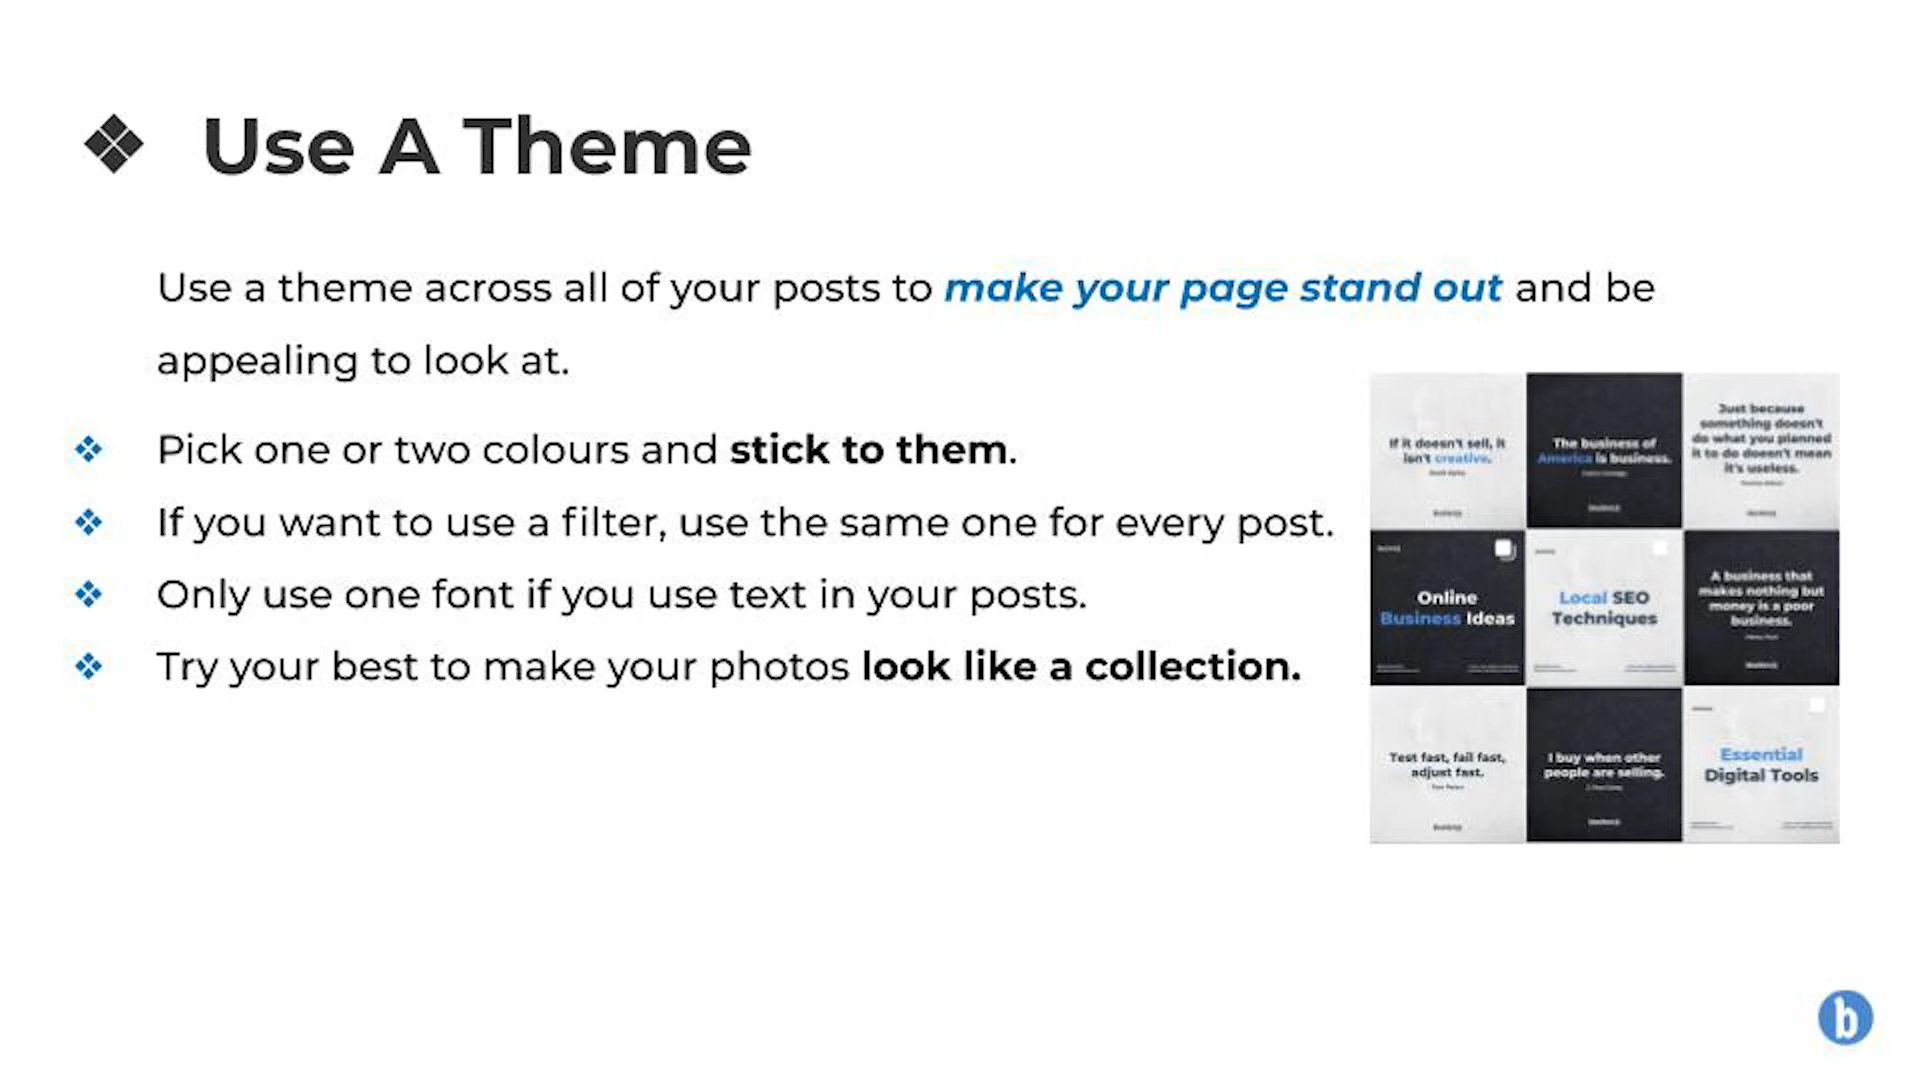 Use A Theme
Use a theme across all of your posts to make your page stand out and be
appealing to look at.
Pick one or two colours and stick to them.
If you want to use a filter, use the same one for every post.
Only use one font if you use text in your posts.
Try your best to make your photos look like a collection.
If it doesn't sell, it
isn't creative.
The business of
America is business.
Just because
something doesn't
do what you planned
it to do doesn't mean
it's useless.
Online
Business Ideas
Local SEO
Techniques
A business that
makes nothing but
money is a poor
business.
Test fast, fail fast,
adjust fast.
I buy when other
people are selling.
Essential
Digital Tools
b